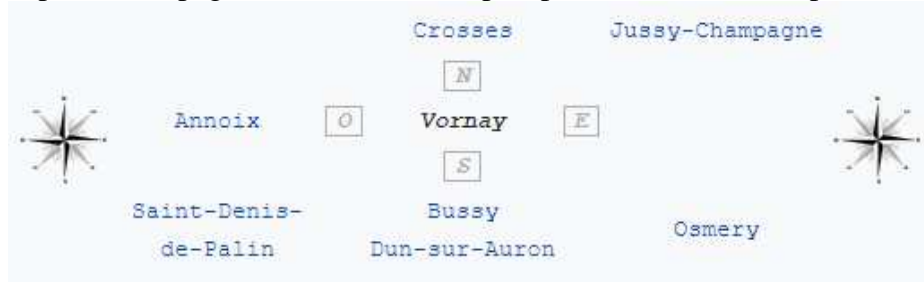 Crosses Jussy-Champagne
N
Annoix O Vornay E
S
Saint-Denis- Bussy
Osmery
de-Palin Dun-sur-Auron